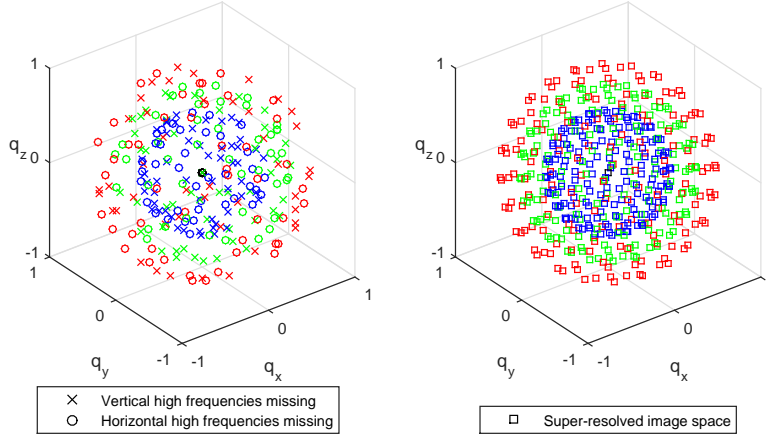 1
0
-1
q_z
1
0
-1
q_y
-1
0
1
q_x
× Vertical high frequencies missing
○ Horizontal high frequencies missing
1
0
-1
q_z
1
0
-1
q_y
-1
0
q_x
□ Super-resolved image space